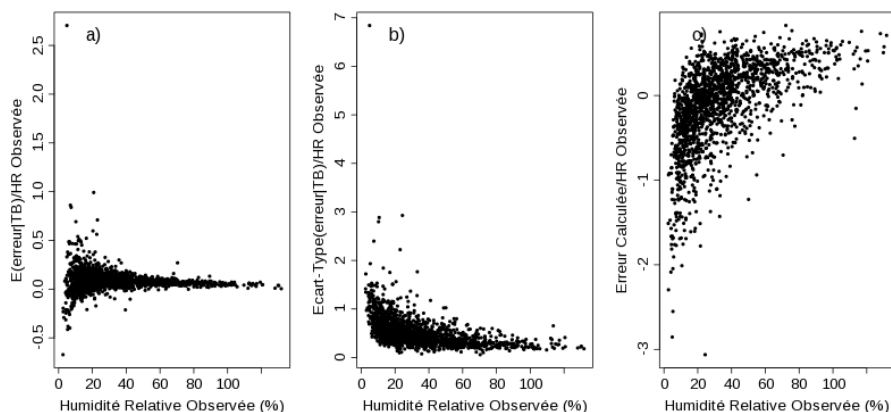 a)
E(erreur|TB)/HR Observée
2.5
2.0
1.5
1.0
0.5
0.0
-0.5
0 20 40 60 80 100
Humidité Relative Observée (%)
b)
Ecart-Type(erreur|TB)/HR Observée
7
6
5
4
3
2
1
0
0 20 40 60 80 100
Humidité Relative Observée (%)
c)
Erreur Calculée/HR Observée
0
-1
-2
-3
0 20 40 60 80 100
Humidité Relative Observée (%)